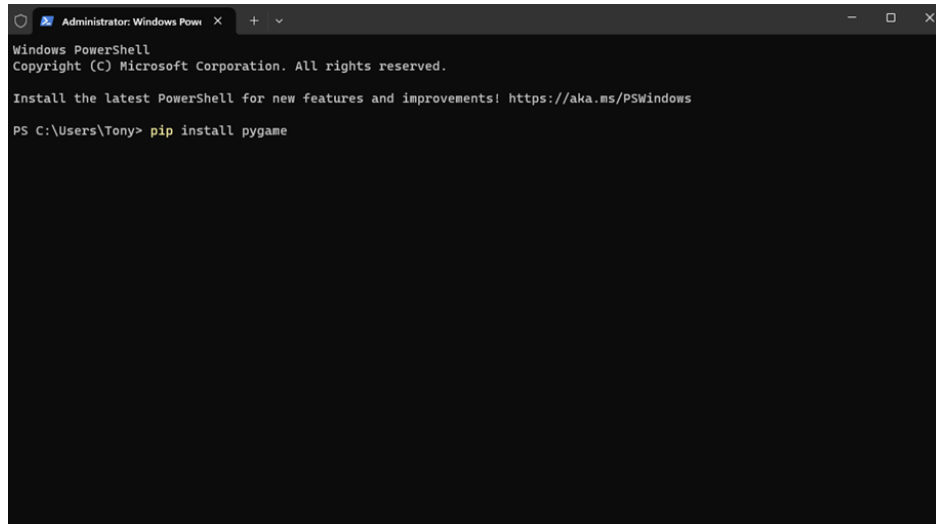 Administrator: Windows Pow
Windows PowerShell
Copyright (C) Microsoft Corporation. All rights reserved.
Install the latest PowerShell for new features and improvements! https://aka.ms/PSWindows
PS C:\Users\Tony> pip install pygame